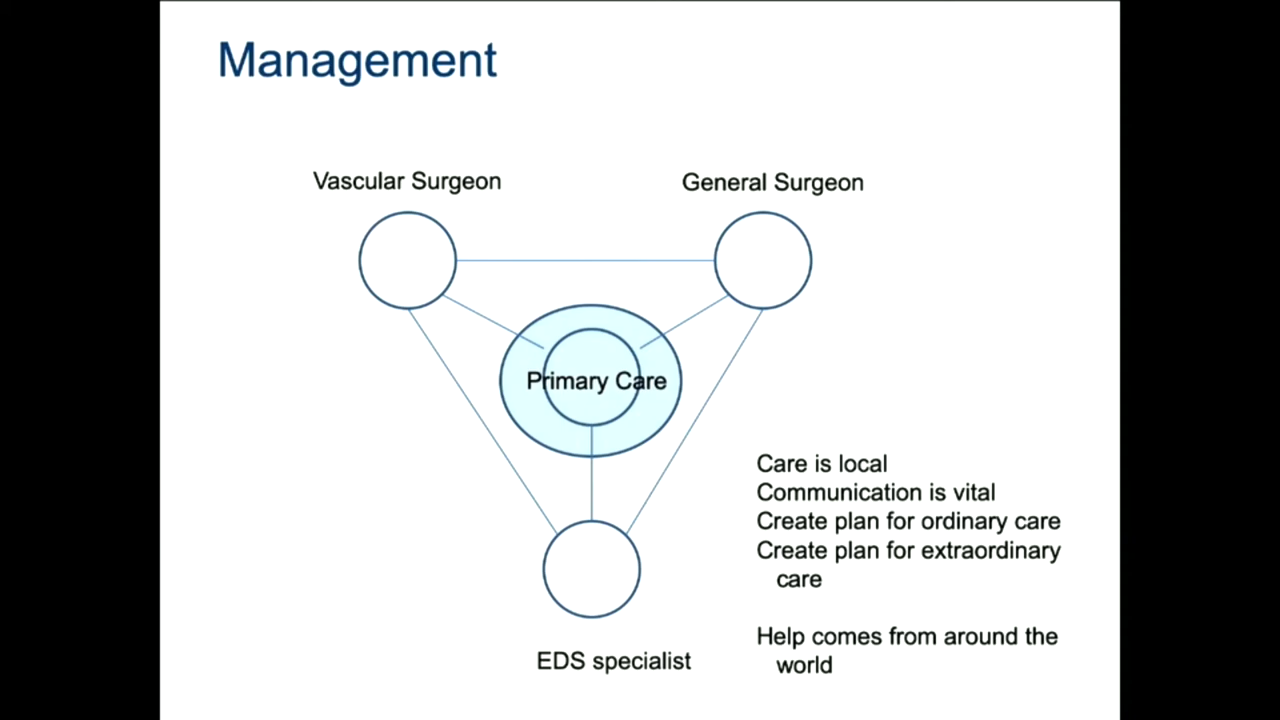 Management
Vascular Surgeon
General Surgeon
Primary Care
Care is local
Communication is vital
Create plan for ordinary care
Create plan for extraordinary
care
Help comes from around the
world
EDS specialist